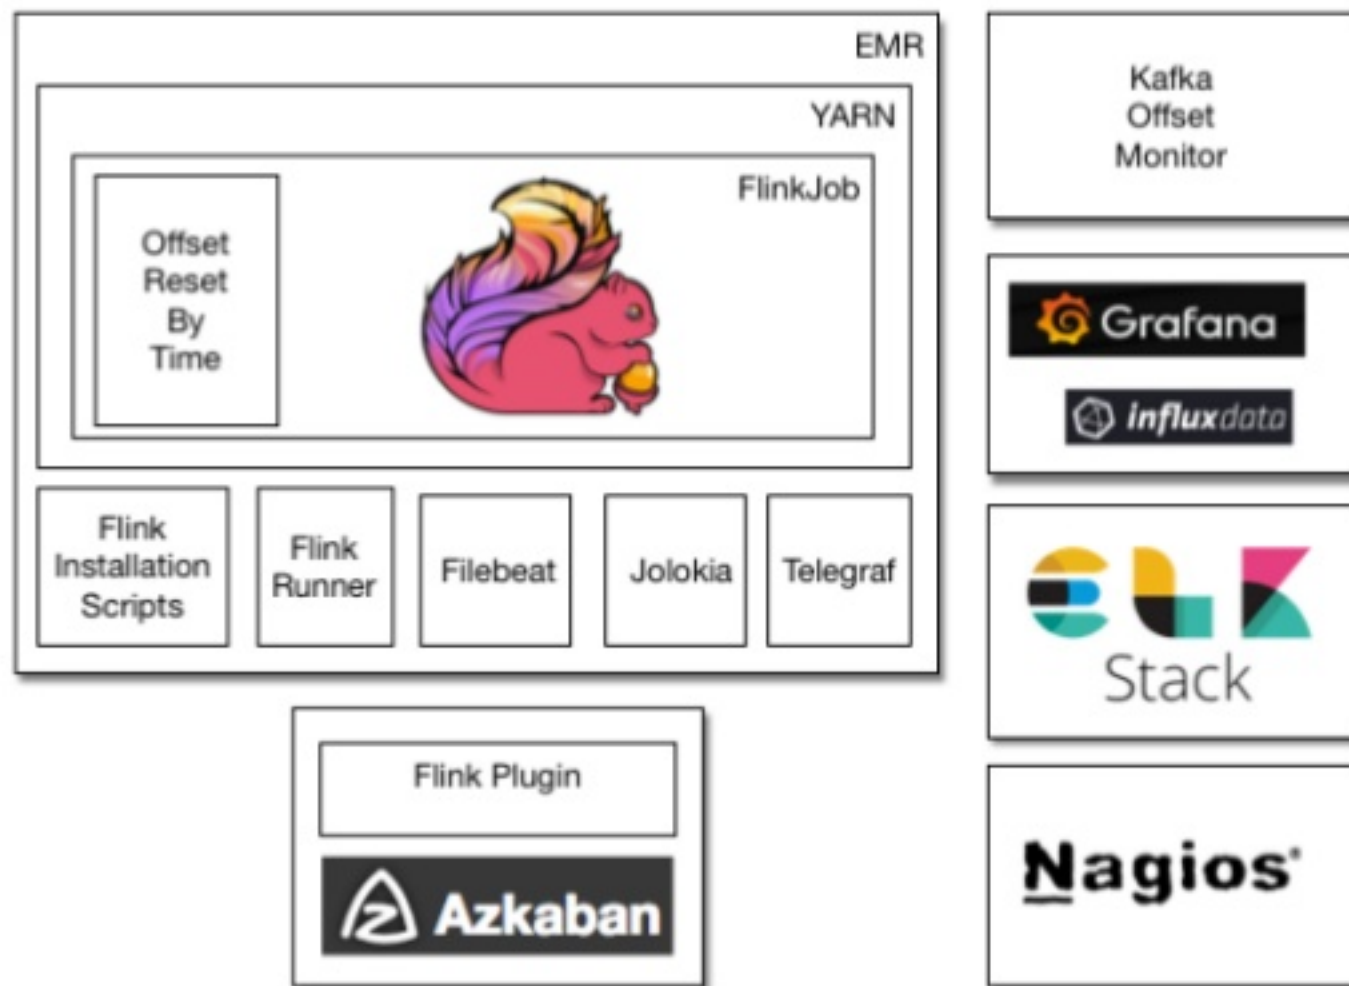 EMR
YARN
FlinkJob
Offset
Reset
By
Time
Flink
Installation
Scripts
Flink
Runner
Filebeat
Jolokia
Telegraf
Flink Plugin
Azkaban
Kafka
Offset
Monitor
Grafana
influxdata
ELK
Stack
Nagios®